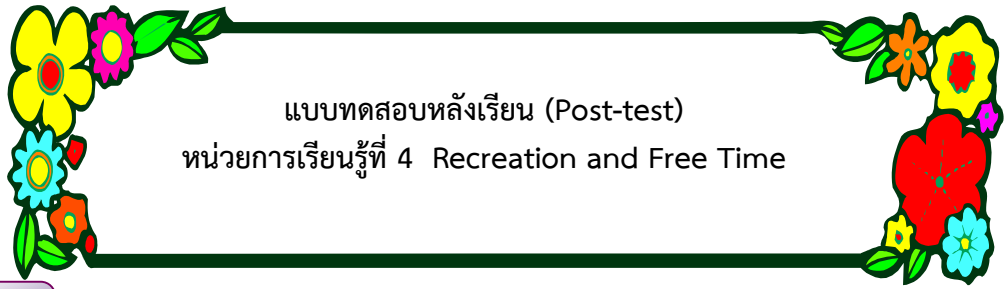 แบบทดสอบหลังเรียน (Post-test)
หน่วยการเรียนรู้ที่ 4 Recreation and Free Time